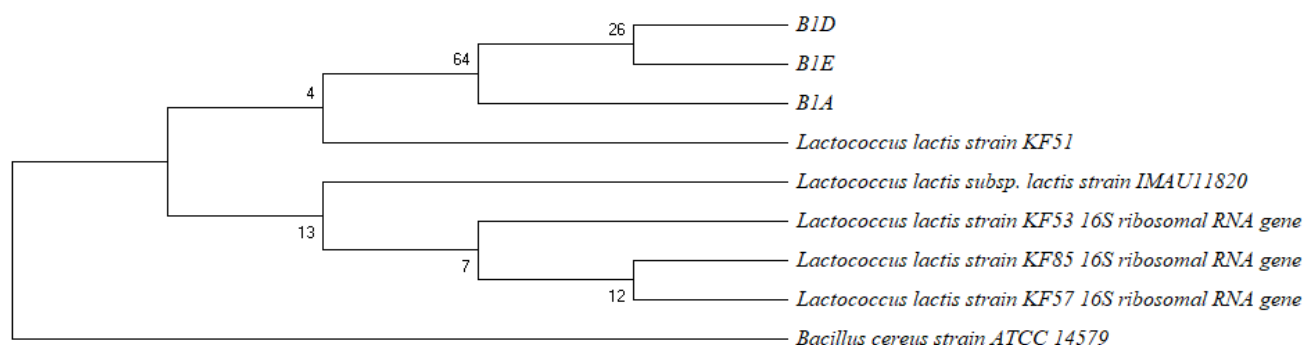 26
B1D
64
B1E
4
B1A
Lactococcus lactis strain KF51
Lactococcus lactis subsp. lactis strain IMAU11820
13
Lactococcus lactis strain KF53 16S ribosomal RNA gene
7
Lactococcus lactis strain KF85 16S ribosomal RNA gene
12
Lactococcus lactis strain KF57 16S ribosomal RNA gene
Bacillus cereus strain ATCC 14579